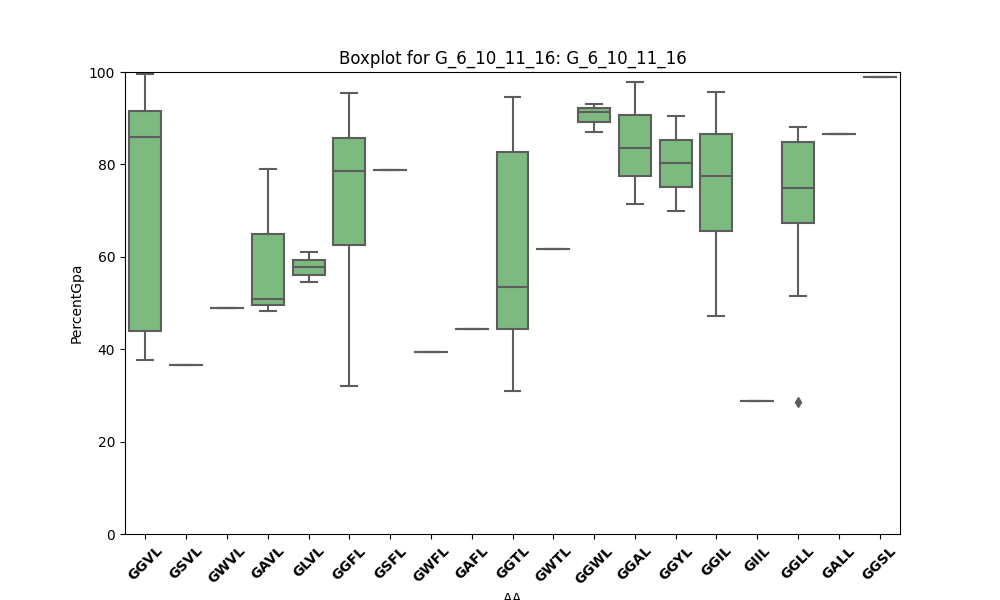 Boxplot for G_6_10_11_16: G_6_10_11_16
100
80
60
40
20
0
PercentGpa
GGVL
GSVL
GWVL
GAVL
GLVL
GGFL
GSFL
GWFL
GAFL
GGTL
GWTL
GGWL
GGAL
GGYL
GGIL
GIIL
GGLL
GALL
GGSL
AA